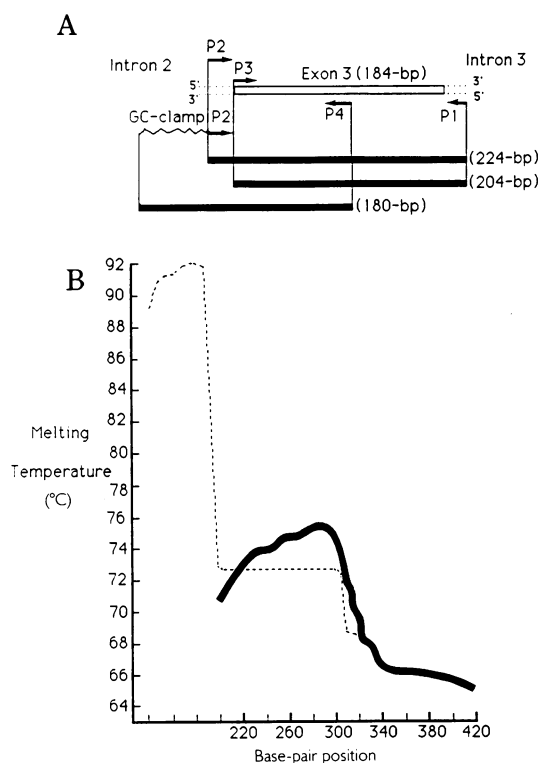 A
P2
Intron 2
P3
Exon 3 (184-bp)
Intron 3
5'
3'
3'
5'
GC-clamp
P2
P4
P1
(224-bp)
(204-bp)
(180-bp)
B
92
90
88
86
84
82
80
78
76
74
72
70
68
66
64
Melting
Temperature
(°C)
220 260 300 340 380 420
Base-pair position